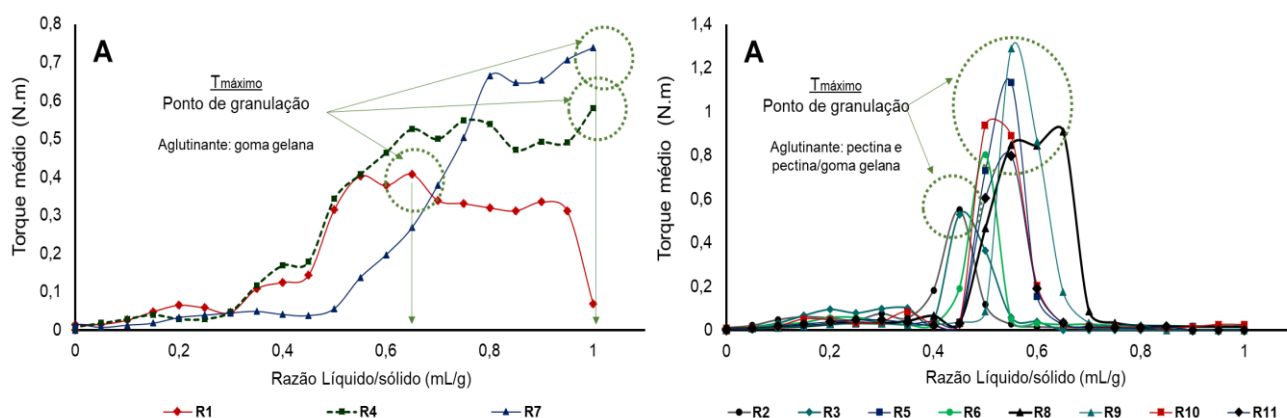 A
Torque médio (N.m)
0,8
0,7
0,6
0,5
0,4
0,3
0,2
0,1
0
Tmáximo
Ponto de granulação
Aglutinante: goma gelana
0
0,2
0,4
0,6
0,8
1
Razão Líquido/sólido (mL/g)
R1
R4
R7
A
Torque médio (N.m)
1,4
1,2
1
0,8
0,6
0,4
0,2
0
Tmáximo
Ponto de granulação
Aglutinante: pectina e
pectina/goma gelana
0
0,2
0,4
0,6
0,8
1
Razão Líquido/sólido (mL/g)
R2
R3
R5
R6
R8
R9
R10
R11